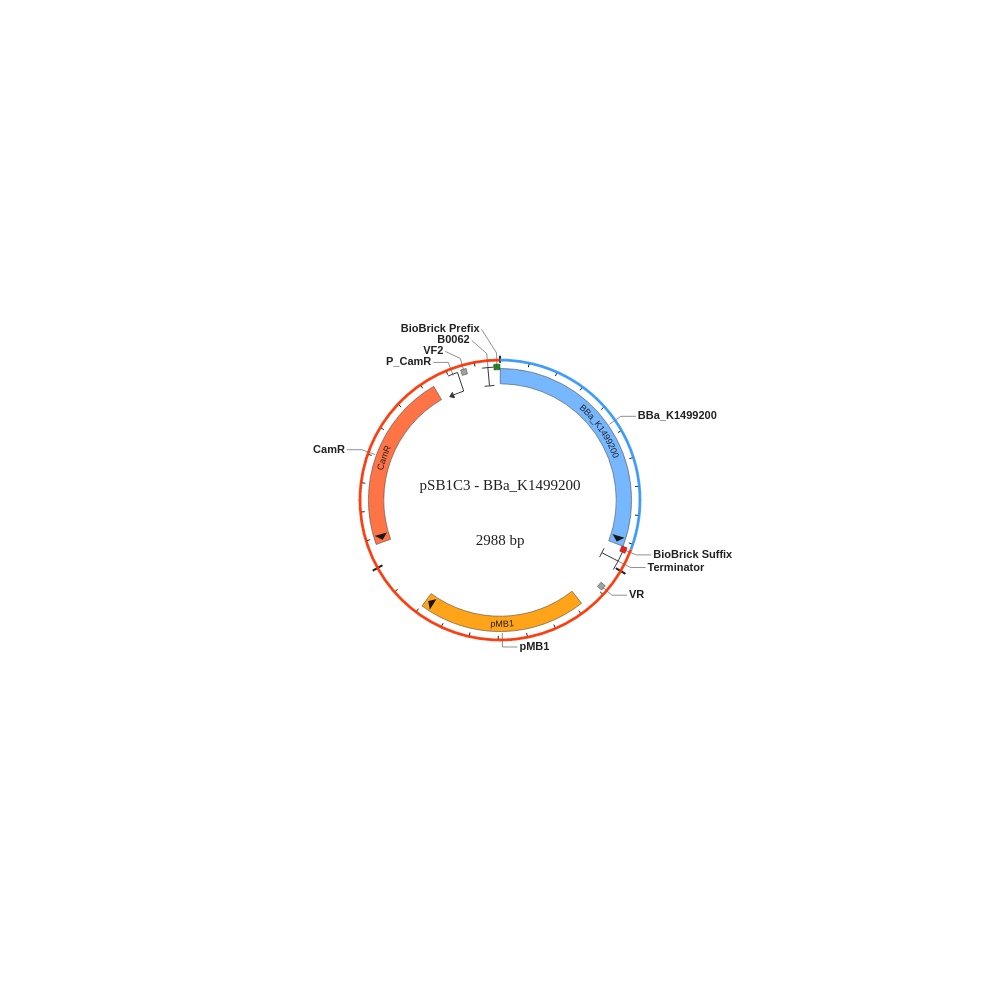 BioBrick Prefix
B0062
VF2
P_CamR
BBa_K1499200
BBa_K1499200
CamR
CamR
pSB1C3 - BBa_K1499200
2988 bp
BioBrick Suffix
Terminator
VR
pMB1
pMB1